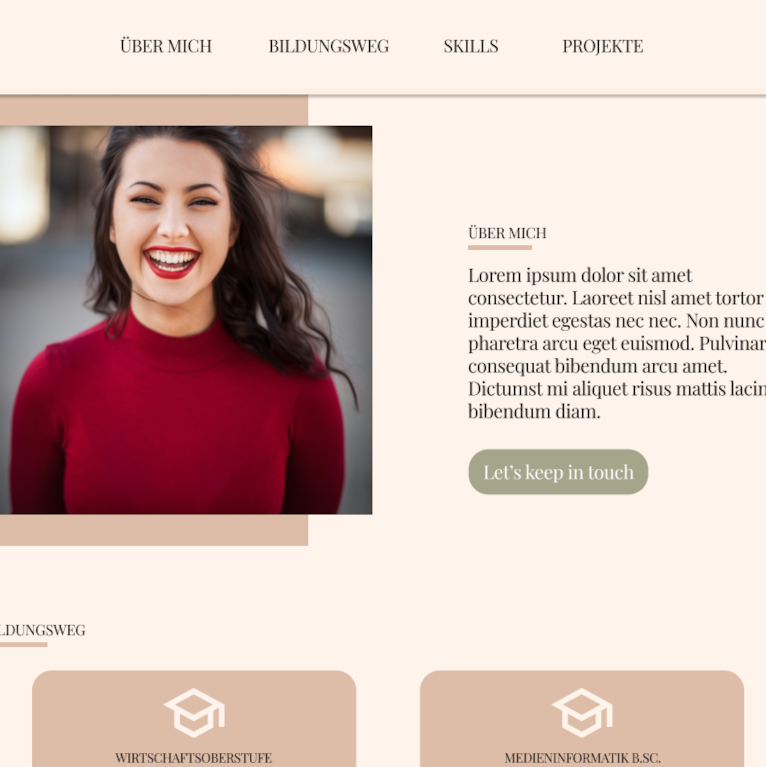 ÜBER MICH
BILDUNGSWEG
SKILLS
PROJEKTE
ÜBER MICH
Lorem ipsum dolor sit amet
consectetur. Laoreet nisl amet tortor
imperdiet egestas nec nec. Non nunc
pharetra arcu eget euismod. Pulvinar
consequat bibendum arcu amet.
Dictumst mi aliquet risus mattis lacin
bibendum diam.
Let’s keep in touch
LDUNGSWEG
WIRTSCHAFTSOBERSTUFE
MEDIENINFORMATIK B.SC.